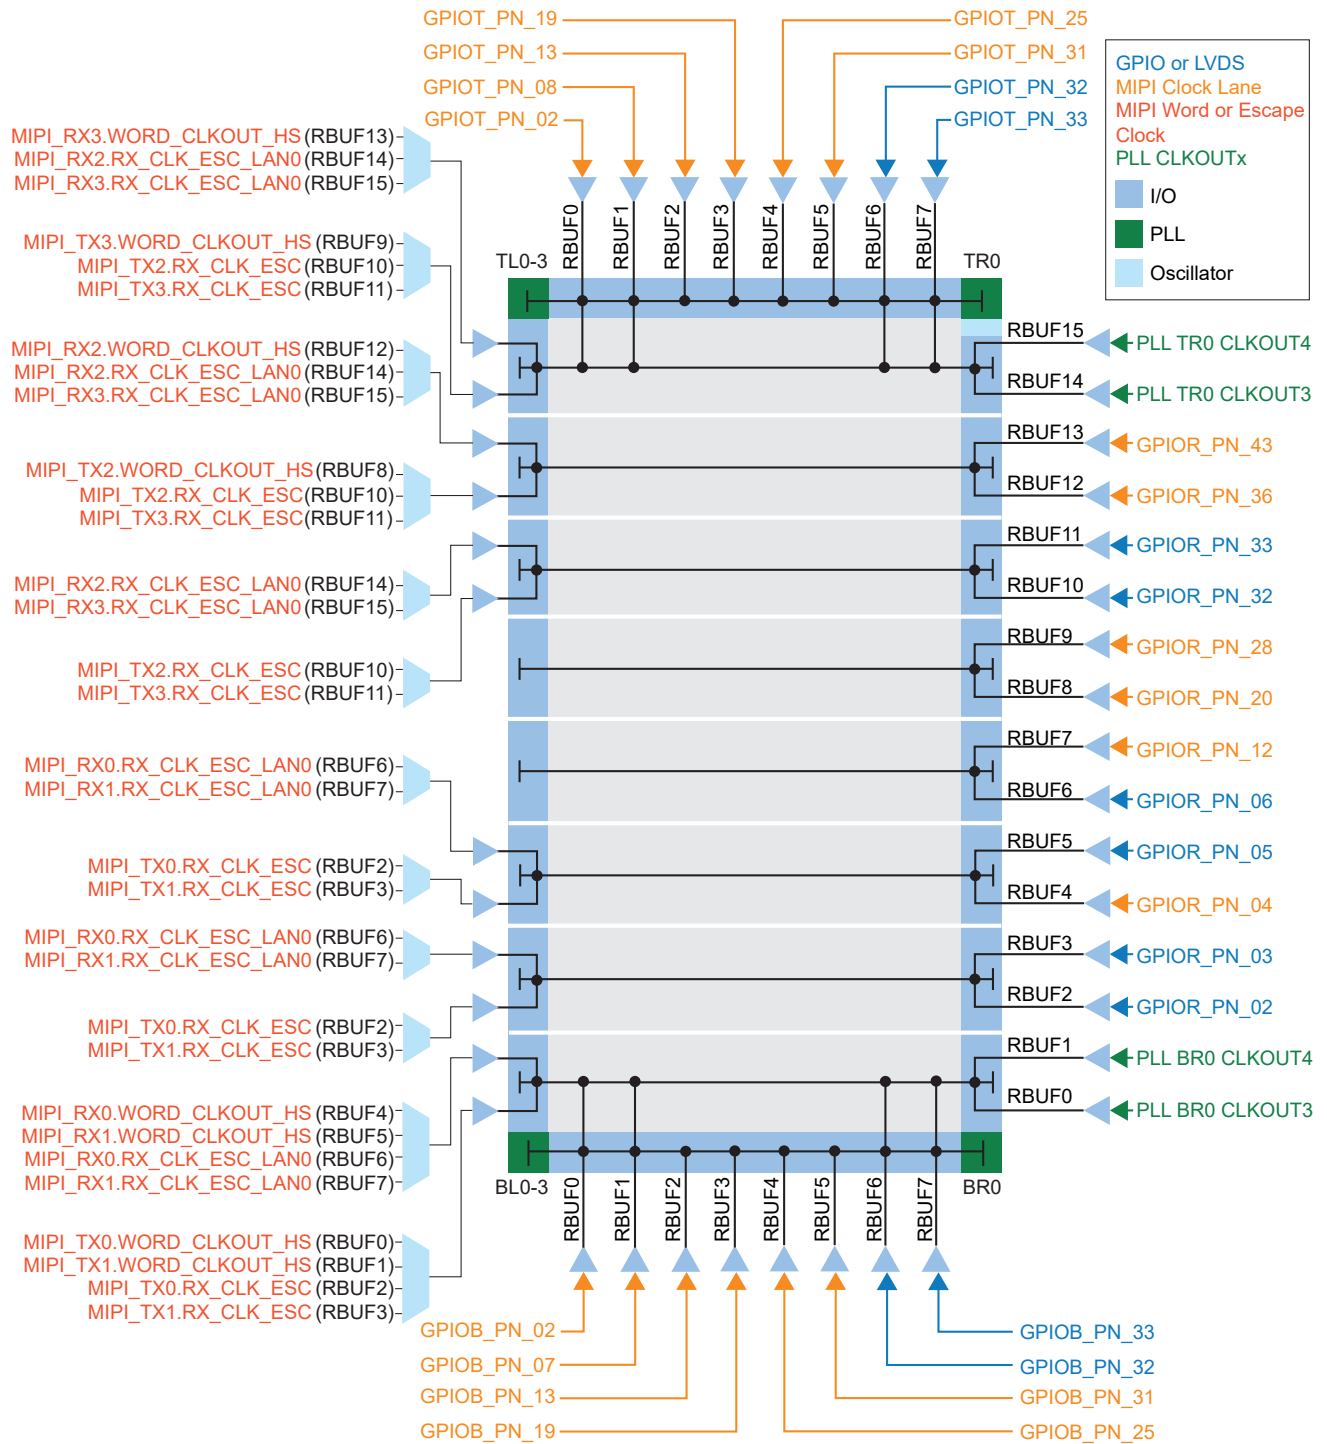 GPIOT_PN_19
GPIOT_PN_13
GPIOT_PN_08
GPIOT_PN_02
GPIOT_PN_25
GPIOT_PN_31
GPIOT_PN_32
GPIOT_PN_33
GPIO or LVDS
MIPI Clock Lane
MIPI Word or Escape
Clock
PLL CLKOUTx
I/O
PLL
Oscillator
RBUF0
RBUF1
RBUF2
RBUF3
RBUF4
RBUF5
RBUF6
RBUF7
TL0-3
TR0
MIPI_RX3.WORD_CLKOUT_HS (RBUF13)
MIPI_RX2.RX_CLK_ESC_LAN0 (RBUF14)
MIPI_RX3.RX_CLK_ESC_LAN0 (RBUF15)
MIPI_TX3.WORD_CLKOUT_HS (RBUF9)
MIPI_TX2.RX_CLK_ESC (RBUF10)
MIPI_TX3.RX_CLK_ESC (RBUF11)
MIPI_RX2.WORD_CLKOUT_HS (RBUF12)
MIPI_RX2.RX_CLK_ESC_LAN0 (RBUF14)
MIPI_RX3.RX_CLK_ESC_LAN0 (RBUF15)
MIPI_TX2.WORD_CLKOUT_HS (RBUF8)
MIPI_TX2.RX_CLK_ESC (RBUF10)
MIPI_TX3.RX_CLK_ESC (RBUF11)
MIPI_RX2.RX_CLK_ESC_LAN0 (RBUF14)
MIPI_RX3.RX_CLK_ESC_LAN0 (RBUF15)
MIPI_TX2.RX_CLK_ESC (RBUF10)
MIPI_TX3.RX_CLK_ESC (RBUF11)
MIPI_RX0.RX_CLK_ESC_LAN0 (RBUF6)
MIPI_RX1.RX_CLK_ESC_LAN0 (RBUF7)
MIPI_TX0.RX_CLK_ESC (RBUF2)
MIPI_TX1.RX_CLK_ESC (RBUF3)
MIPI_RX0.RX_CLK_ESC_LAN0 (RBUF6)
MIPI_RX1.RX_CLK_ESC_LAN0 (RBUF7)
MIPI_TX0.RX_CLK_ESC (RBUF2)
MIPI_TX1.RX_CLK_ESC (RBUF3)
MIPI_RX0.WORD_CLKOUT_HS (RBUF4)
MIPI_RX1.WORD_CLKOUT_HS (RBUF5)
MIPI_RX0.RX_CLK_ESC_LAN0 (RBUF6)
MIPI_RX1.RX_CLK_ESC_LAN0 (RBUF7)
MIPI_TX0.WORD_CLKOUT_HS (RBUF0)
MIPI_TX1.WORD_CLKOUT_HS (RBUF1)
MIPI_TX0.RX_CLK_ESC (RBUF2)
MIPI_TX1.RX_CLK_ESC (RBUF3)
RBUF15 PLL TR0 CLKOUT4
RBUF14 PLL TR0 CLKOUT3
RBUF13 GPIOR_PN_43
RBUF12 GPIOR_PN_36
RBUF11 GPIOR_PN_33
RBUF10 GPIOR_PN_32
RBUF9 GPIOR_PN_28
RBUF8 GPIOR_PN_20
RBUF7 GPIOR_PN_12
RBUF6 GPIOR_PN_06
RBUF5 GPIOR_PN_05
RBUF4 GPIOR_PN_04
RBUF3 GPIOR_PN_03
RBUF2 GPIOR_PN_02
RBUF1 PLL BR0 CLKOUT4
RBUF0 PLL BR0 CLKOUT3
BL0-3
BR0
RBUF0
RBUF1
RBUF2
RBUF3
RBUF4
RBUF5
RBUF6
RBUF7
GPIOB_PN_02
GPIOB_PN_07
GPIOB_PN_13
GPIOB_PN_19
GPIOB_PN_33
GPIOB_PN_32
GPIOB_PN_31
GPIOB_PN_25